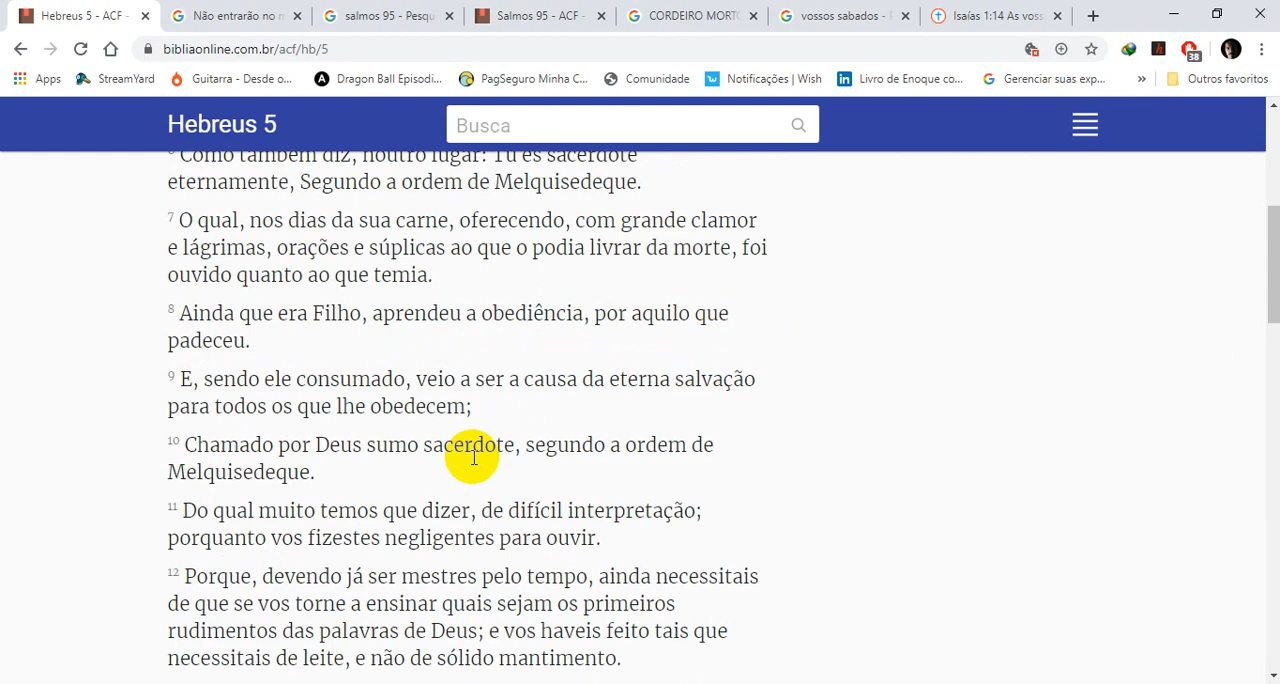 Hebreus 5 - ACF -
Não entrarão no m
salmos 95 - Pesqu
Salmos 95 - ACF -
CORDEIRO MORTO
vossos sabados - P
Isaías 1:14 As voss
bibliaonline.com.br/acf/hb/5
38
Apps StreamYard Guitarra - Desde o... Dragon Ball Episodi... PagSeguro Minha C... Comunidade Notificações | Wish Livro de Enoque co... Gerenciar suas exp... » Outros favoritos
Hebreus 5
Busca
6 Como também diz, noutro lugar: Tu és sacerdote
eternamente, Segundo a ordem de Melquisedeque.
7 O qual, nos dias da sua carne, oferecendo, com grande clamor
e lágrimas, orações e súplicas ao que o podia livrar da morte, foi
ouvido quanto ao que temia.
8 Ainda que era Filho, aprendeu a obediência, por aquilo que
padeceu.
9 E, sendo ele consumado, veio a ser a causa da eterna salvação
para todos os que lhe obedecem;
10 Chamado por Deus sumo sacerdote, segundo a ordem de
Melquisedeque.
11 Do qual muito temos que dizer, de difícil interpretação;
porquanto vos fizestes negligentes para ouvir.
12 Porque, devendo já ser mestres pelo tempo, ainda necessitais
de que se vos torne a ensinar quais sejam os primeiros
rudimentos das palavras de Deus; e vos haveis feito tais que
necessitais de leite, e não de sólido mantimento.